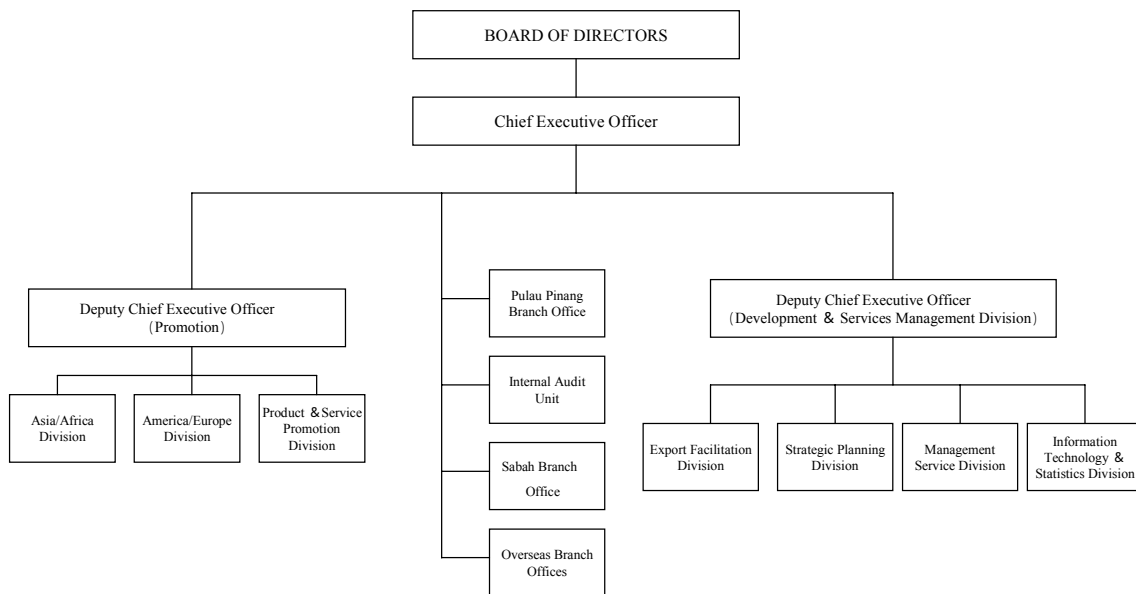 BOARD OF DIRECTORS
Chief Executive Officer
Deputy Chief Executive Officer
(Promotion)
Asia/Africa
Division
America/Europe
Division
Product & Service
Promotion
Division
Pulau Pinang
Branch Office
Internal Audit
Unit
Sabah Branch
Office
Overseas Branch
Offices
Deputy Chief Executive Officer
(Development & Services Management Division)
Export Facilitation
Division
Strategic Planning
Division
Management
Service Division
Information
Technology &
Statistics Division